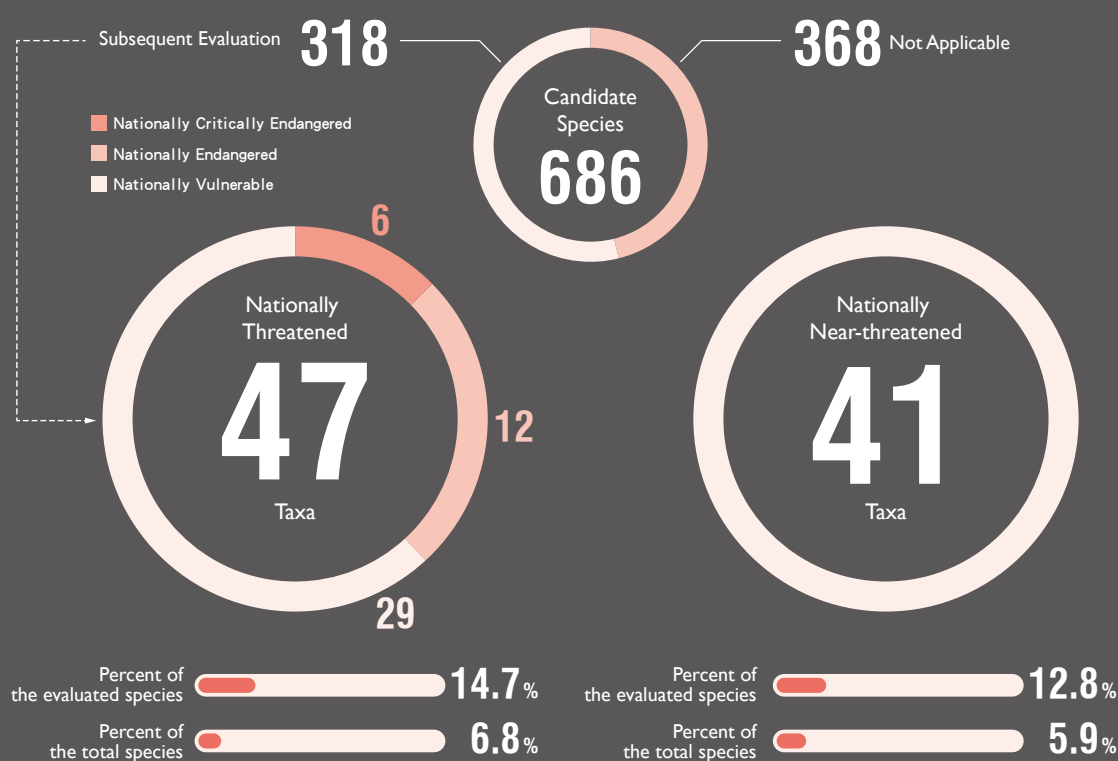 Subsequent Evaluation 318
368 Not Applicable
Candidate
Species
686
Nationally Critically Endangered
Nationally Endangered
Nationally Vulnerable
6
12
29
Nationally
Threatened
47
Taxa
Nationally
Near-threatened
41
Taxa
Percent of
the evaluated species
14.7%
Percent of
the total species
6.8%
Percent of
the evaluated species
12.8%
Percent of
the total species
5.9%